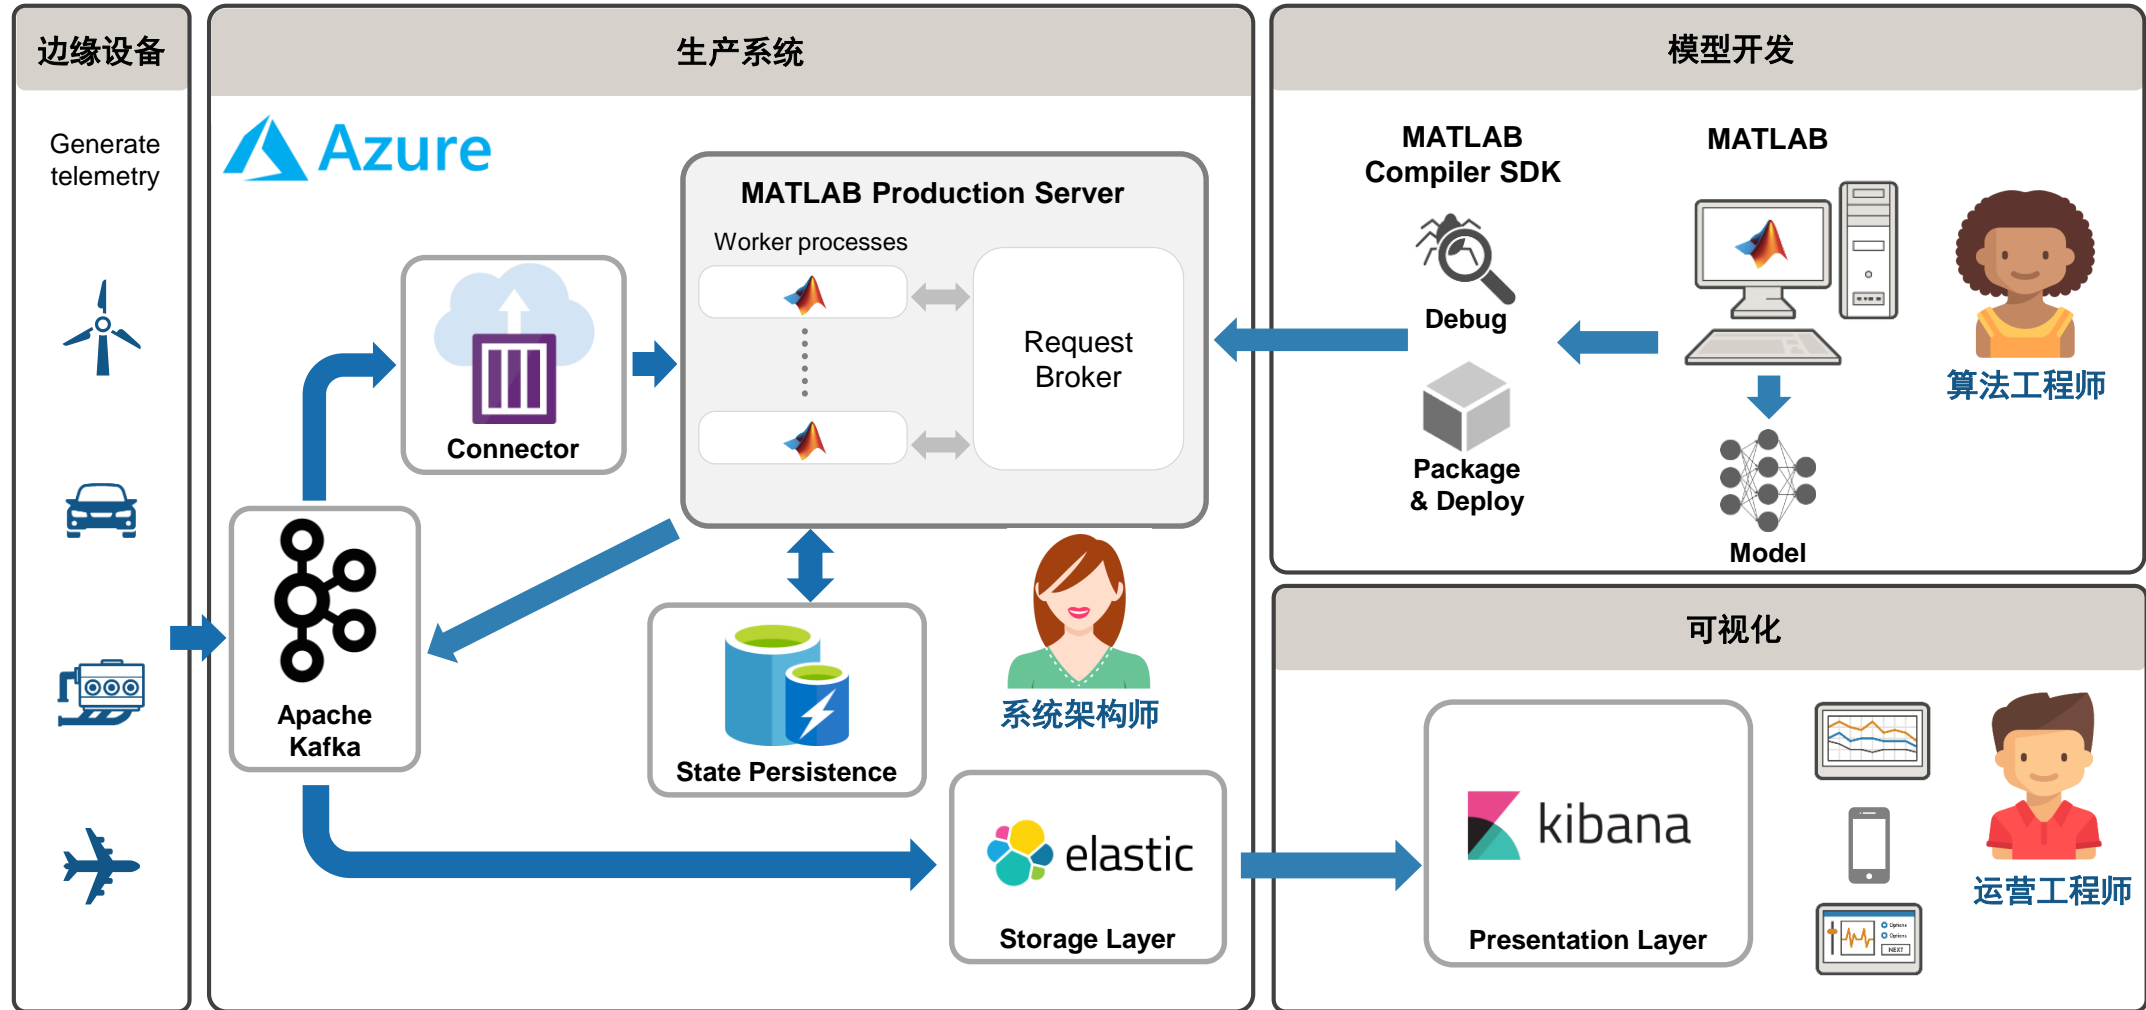 边缘设备
Generate
telemetry
生产系统
Azure
MATLAB Production Server
Worker processes
Request
Broker
Connector
Apache
Kafka
State Persistence
系统架构师
elastic
Storage Layer
模型开发
MATLAB
Compiler SDK
MATLAB
Debug
Package
& Deploy
Model
算法工程师
可视化
kibana
Presentation Layer
Options
Options
NEXT
运营工程师